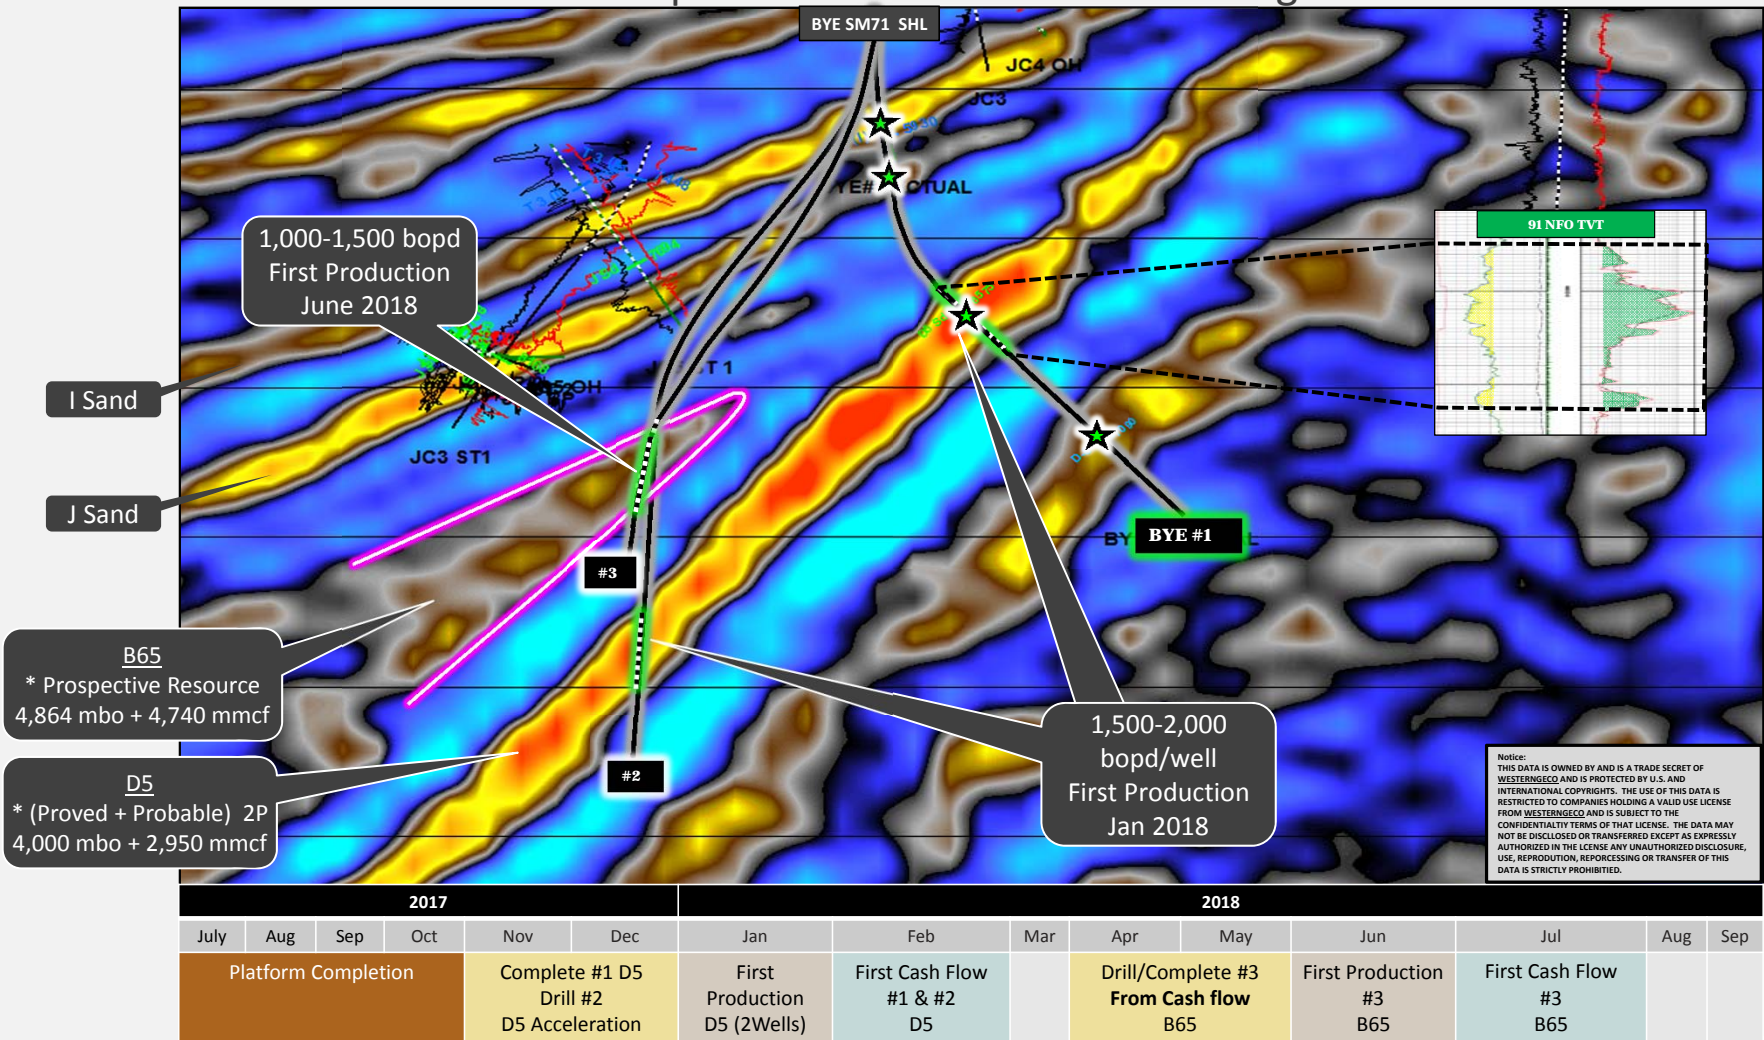 BYE SM71 SHL
JC4 OH
JC3
1,000-1,500 bopd
First Production
June 2018
91 NFO TVT
I Sand
JC3 ST1
J Sand
#3
BYE #1
B65
* Prospective Resource
4,864 mbo + 4,740 mmcf
#2
D5
* (Proved + Probable) 2P
4,000 mbo + 2,950 mmcf
1,500-2,000
bopd/well
First Production
Jan 2018
Notice:
THIS DATA IS OWNED BY AND IS A TRADE SECRET OF
WESTERNGECO AND IS PROTECTED BY U.S. AND
INTERNATIONAL COPYRIGHTS. THE USE OF THIS DATA IS
RESTRICTED TO COMPANIES HOLDING A VALID USE LICENSE
FROM WESTERNGECO AND IS SUBJECT TO THE
CONFIDENTIALTIY TERMS OF THAT LICENSE. THE DATA MAY
NOT BE DISCLLOSED OR TRANSFERRED EXCEPT AS EXPRESSLY
AUTHORIZED IN THE LCENSE ANY UNAUTHORIZED DISCLOSURE,
USE, REPRODUTION, REPORCESSING OR TRANSFER OF THIS
DATA IS STRICTLY PROHIBITIED.
2017 2018
July Aug Sep Oct Nov Dec Jan Feb Mar Apr May Jun Jul Aug Sep
Platform Completion
Complete #1 D5
Drill #2
D5 Acceleration
First
Production
D5 (2Wells)
First Cash Flow
#1 & #2
D5
Drill/Complete #3
From Cash flow
B65
First Production
#3
B65
First Cash Flow
#3
B65